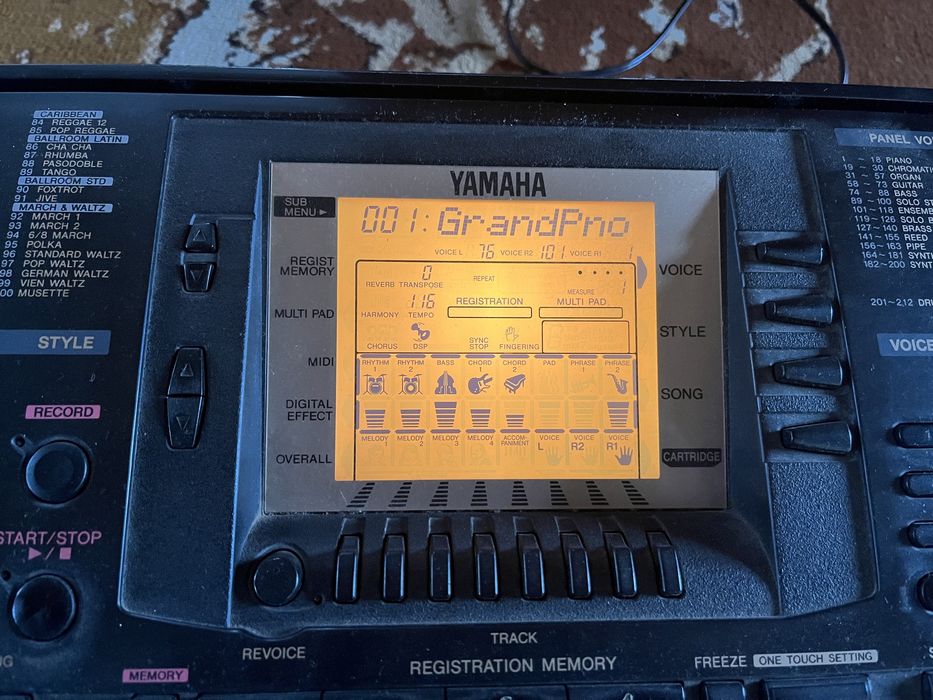 CARIBBEAN
84 REGGAE 12
85 POP REGGAE
BALLROOM LATIN
86 CHA CHA
87 RHUMBA
88 PASODOBLE
89 TANGO
BALLROOM STD
90 FOXTROT
91 JIVE
MARCH & WALTZ
92 MARCH 1
93 MARCH 2
94 6/8 MARCH
95 POLKA
96 STANDARD WALTZ
97 POP WALTZ
98 GERMAN WALTZ
99 VIEN WALTZ
00 MUSETTE
STYLE
RECORD
START/STOP
MEMORY
YAMAHA
SUB MENU
REGIST MEMORY
MULTI PAD
MIDI
DIGITAL EFFECT
OVERALL
001:GrandPno
VOICE L 76 VOICE R2 101 VOICE R1 1
0
REVERB TRANSPOSE REPEAT
116 MEASURE 1
HARMONY TEMPO REGISTRATION MULTI PAD
CHORUS DSP SYNC STOP FINGERING
RHYTHM 1 RHYTHM 2 BASS CHORD 1 CHORD 2 PAD PHRASE 1 PHRASE 2
MELODY 1 MELODY 2 MELODY 3 MELODY 4 ACCOM-PANIMENT VOICE L VOICE R2 VOICE R1
VOICE
STYLE
SONG
CARTRIDGE
REVOICE
TRACK
REGISTRATION MEMORY
FREEZE ONE TOUCH SETTING
PANEL VO
1 ~ 18 PIANO
19 ~ 30 CHROMATI
31 ~ 57 ORGAN
58 ~ 73 GUITAR
74 ~ 88 BASS
89 ~ 100 SOLO ST
101 ~ 118 ENSEMB
119 ~ 126 SOLO B
127 ~ 140 BRASS
141 ~ 155 REED
156 ~ 163 PIPE
164 ~ 181 SYNT
182 ~ 200 SYNT
201~212 DRU
VOICE